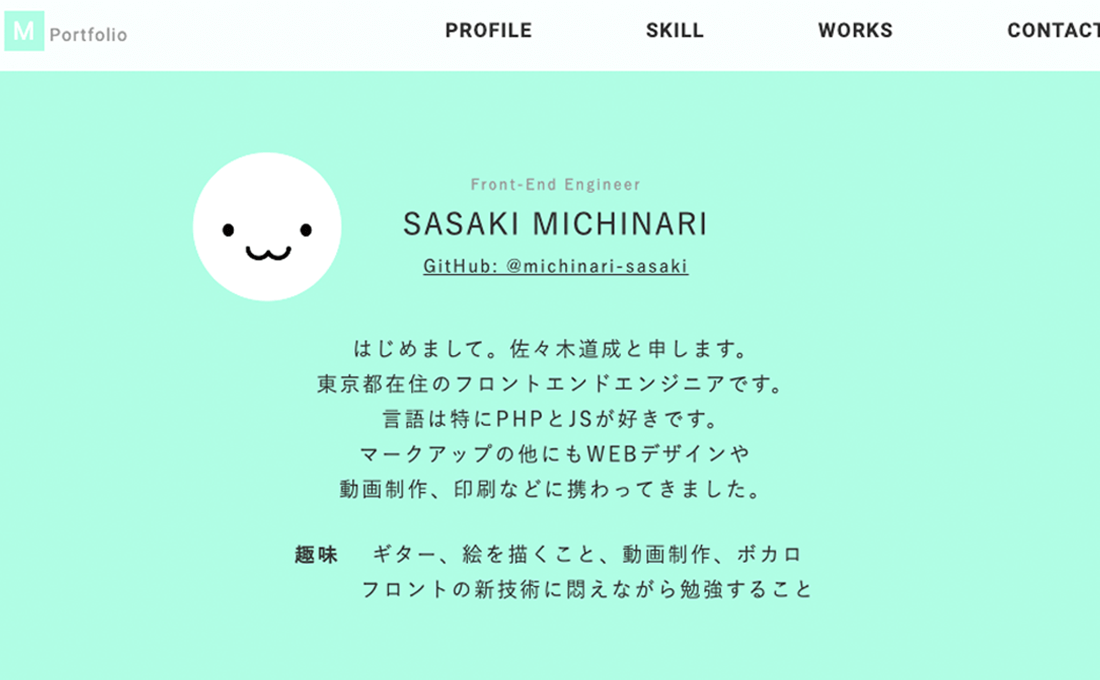 M Portfolio PROFILE SKILL WORKS CONTACT
Front-End Engineer
SASAKI MICHINARI
GitHub: @michinari-sasaki
はじめまして。佐々木道成と申します。
東京都在住のフロントエンドエンジニアです。
言語は特にPHPとJSが好きです。
マークアップの他にもWEBデザインや
動画制作、印刷などに携わってきました。
趣味 ギター、絵を描くこと、動画制作、ボカロ
フロントの新技術に悶えながら勉強すること